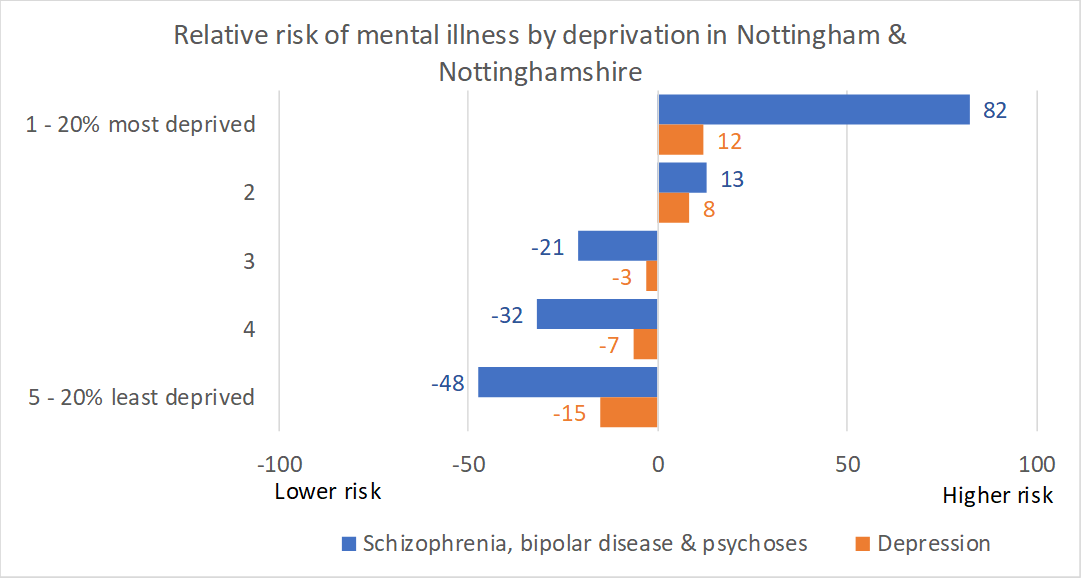 Relative risk of mental illness by deprivation in Nottingham &
Nottinghamshire
1 - 20% most deprived
82
12
2
13
8
3
-21
-3
4
-32
-7
5 - 20% least deprived
-48
-15
-100
-50
0
50
100
Lower risk
Higher risk
Schizophrenia, bipolar disease & psychoses
Depression